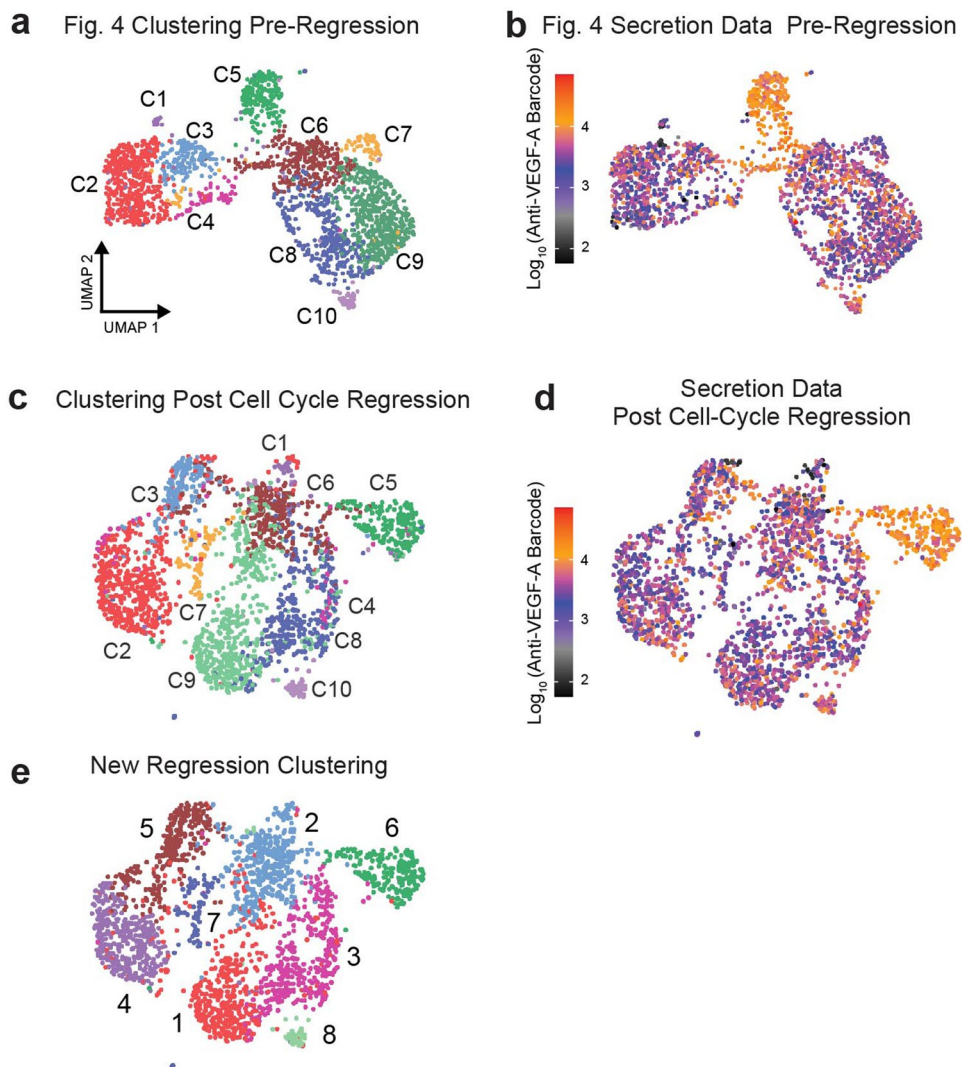 a Fig. 4 Clustering Pre-Regression
C5
C1
C3
C6
C7
C2
C4
C8
C9
C10
UMAP 2
UMAP 1
b Fig. 4 Secretion Data Pre-Regression
Log10(Anti-VEGF-A Barcode)
4
3
2
c Clustering Post Cell Cycle Regression
C1
C3
C6
C5
C7
C4
C2
C8
C9
C10
d Secretion Data
Post Cell-Cycle Regression
Log10(Anti-VEGF-A Barcode)
4
3
2
e New Regression Clustering
5
2
6
7
3
4
1
8